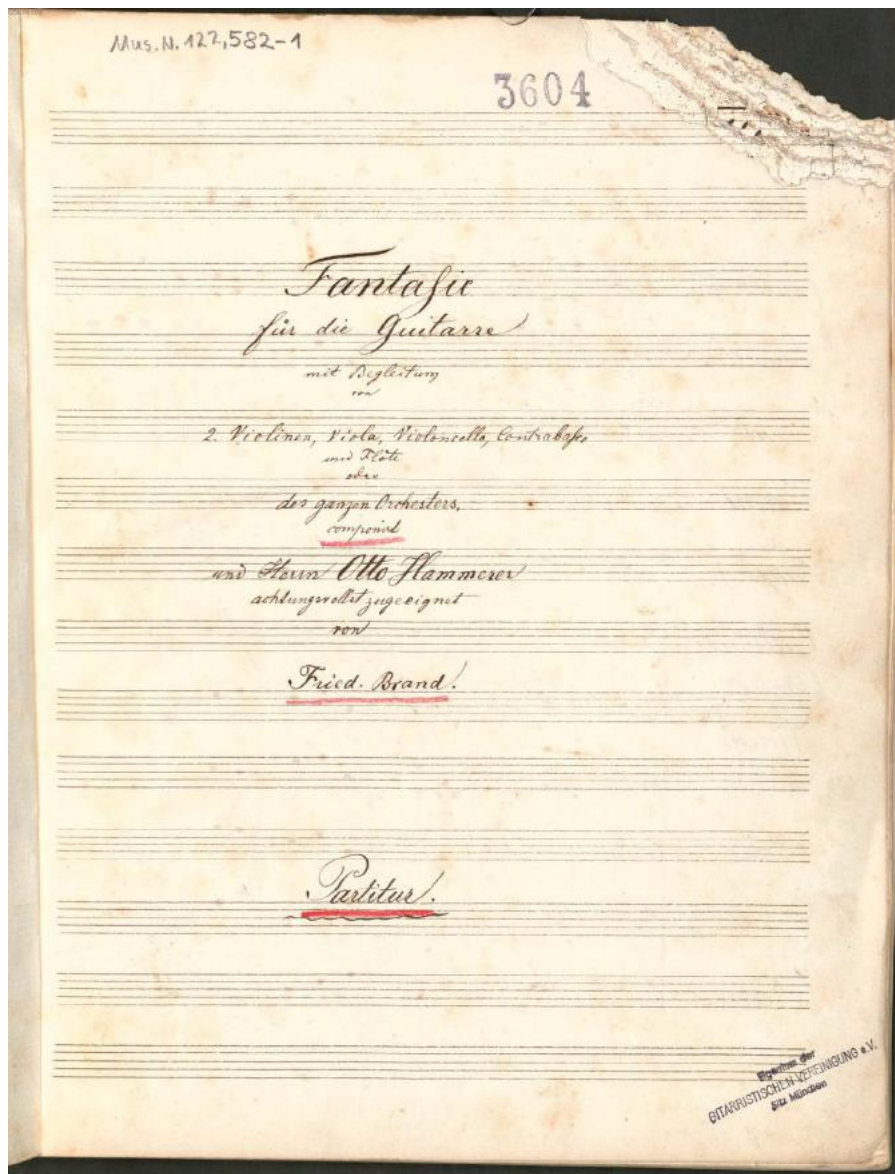 Mus. N. 122,582-1
3604
Fantasie
für die Guitarre
mit Begleitung
von
2. Violinen, Viola, Violoncello, Contrabasso
und Flöte
oder
des ganzen Orchesters,
componirt
und Herrn Otto Hammerer
achtungsvollst zugeeignet
von
Fried. Brand.
Partitur.
Eigentum der
GITARRISTISCHEN VEREINIGUNG e.V.
Sitz München